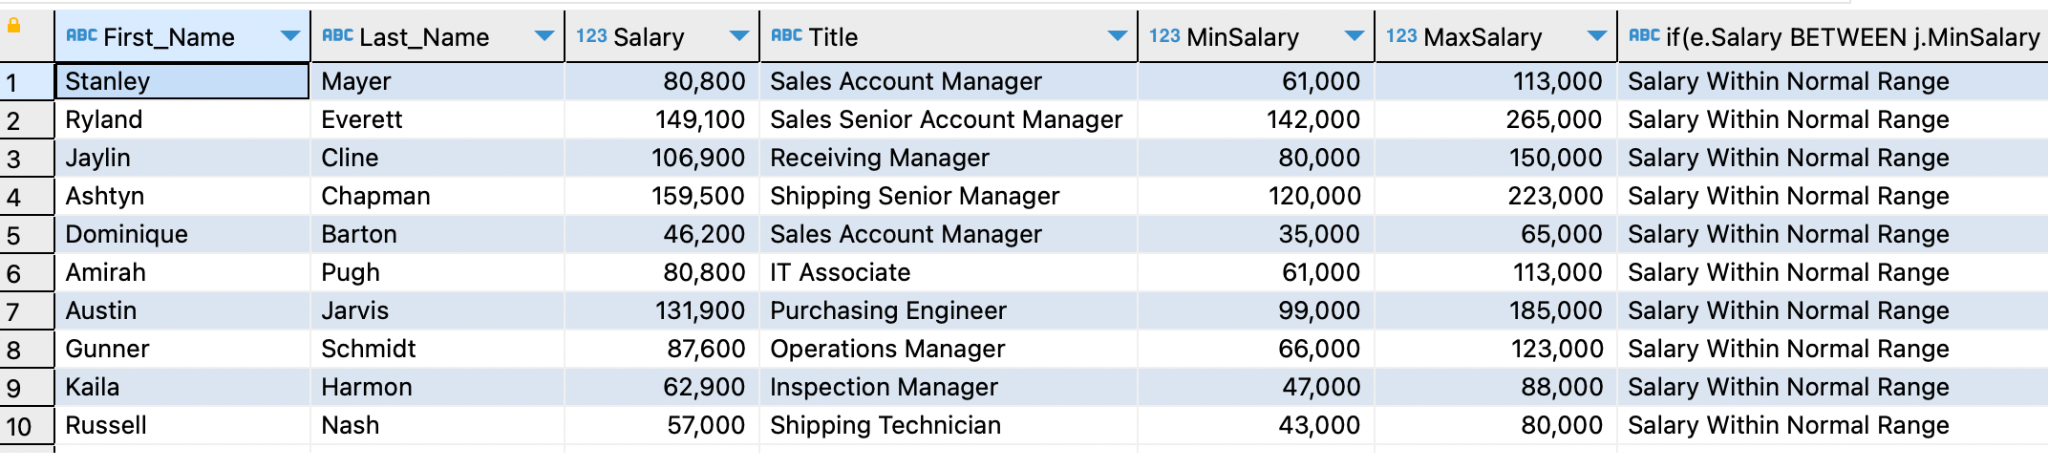 ABC First_Name ABC Last_Name 123 Salary ABC Title 123 MinSalary 123 MaxSalary ABC if(e.Salary BETWEEN j.MinSalary
1 Stanley Mayer 80,800 Sales Account Manager 61,000 113,000 Salary Within Normal Range
2 Ryland Everett 149,100 Sales Senior Account Manager 142,000 265,000 Salary Within Normal Range
3 Jaylin Cline 106,900 Receiving Manager 80,000 150,000 Salary Within Normal Range
4 Ashtyn Chapman 159,500 Shipping Senior Manager 120,000 223,000 Salary Within Normal Range
5 Dominique Barton 46,200 Sales Account Manager 35,000 65,000 Salary Within Normal Range
6 Amirah Pugh 80,800 IT Associate 61,000 113,000 Salary Within Normal Range
7 Austin Jarvis 131,900 Purchasing Engineer 99,000 185,000 Salary Within Normal Range
8 Gunner Schmidt 87,600 Operations Manager 66,000 123,000 Salary Within Normal Range
9 Kaila Harmon 62,900 Inspection Manager 47,000 88,000 Salary Within Normal Range
10 Russell Nash 57,000 Shipping Technician 43,000 80,000 Salary Within Normal Range